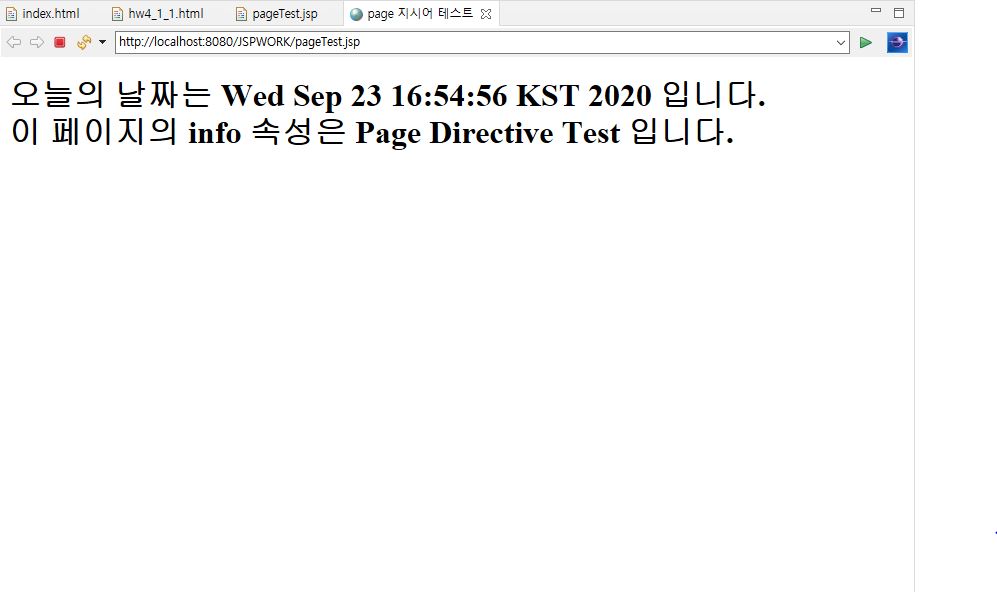 index.html hw4_1_1.html pageTest.jsp page 지시어 테스트
http://localhost:8080/JSPWORK/pageTest.jsp
오늘의 날짜는 Wed Sep 23 16:54:56 KST 2020 입니다.
이 페이지의 info 속성은 Page Directive Test 입니다.